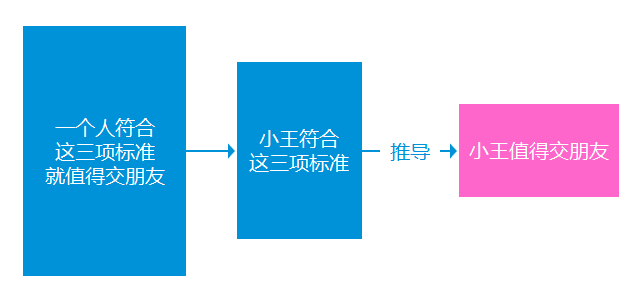 一个人符合
这三项标准
就值得交朋友
小王符合
这三项标准
推导
小王值得交朋友